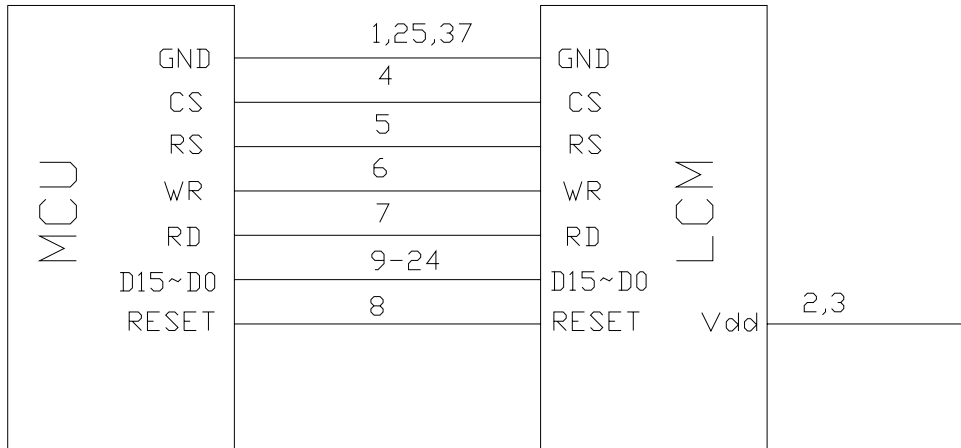 1,25,37
GND GND
4
CS CS
5
RS RS
6
WR WR
7
RD RD
9-24
D15~D0 D15~D0
8
RESET RESET
Vdd
2,3
MCU
LCM